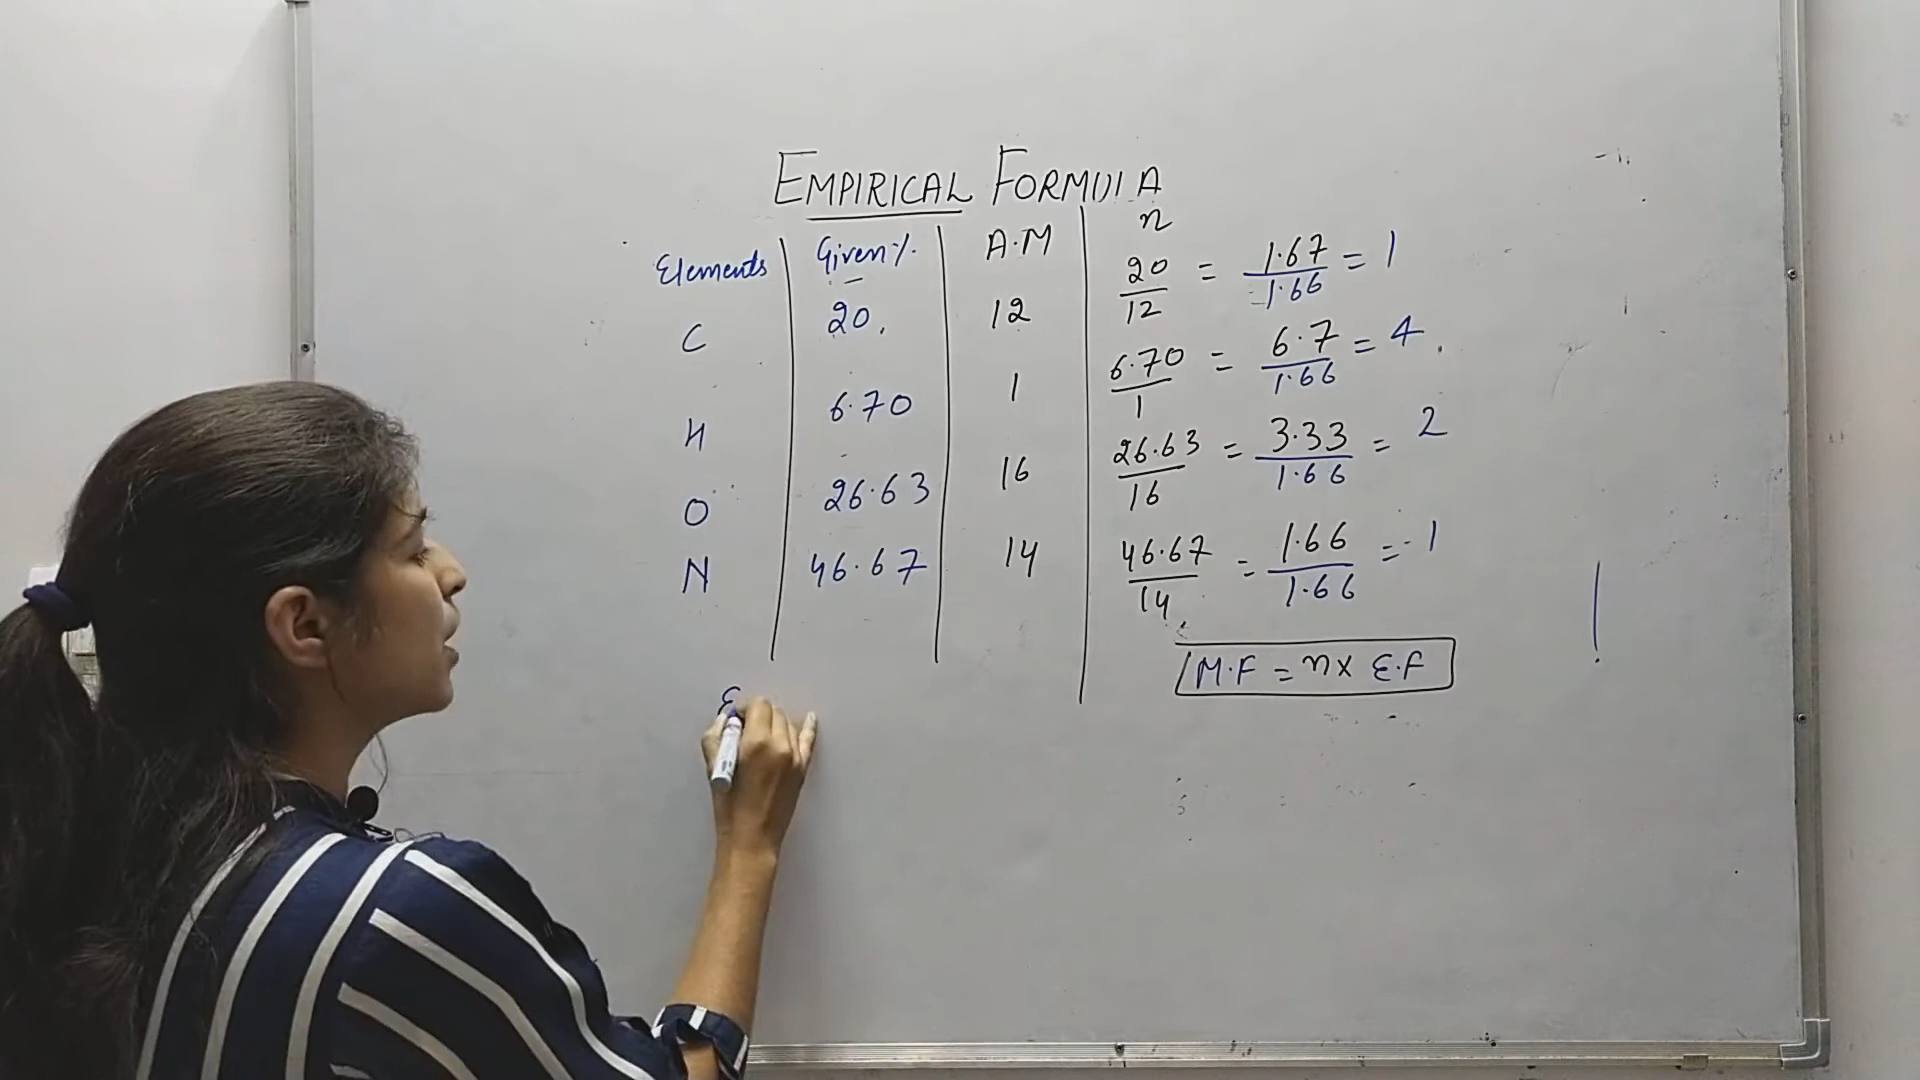 EMPIRICAL FORMULA
Elements Given% A.M n
C 20. 12 20/12 = 1.67/1.66 = 1
H 6.70 1 6.70/1 = 6.7/1.66 = 4
O 26.63 16 26.63/16 = 3.33/1.66 = 2
N 46.67 14 46.67/14 = 1.66/1.66 = 1
M.F = n x E.F
E